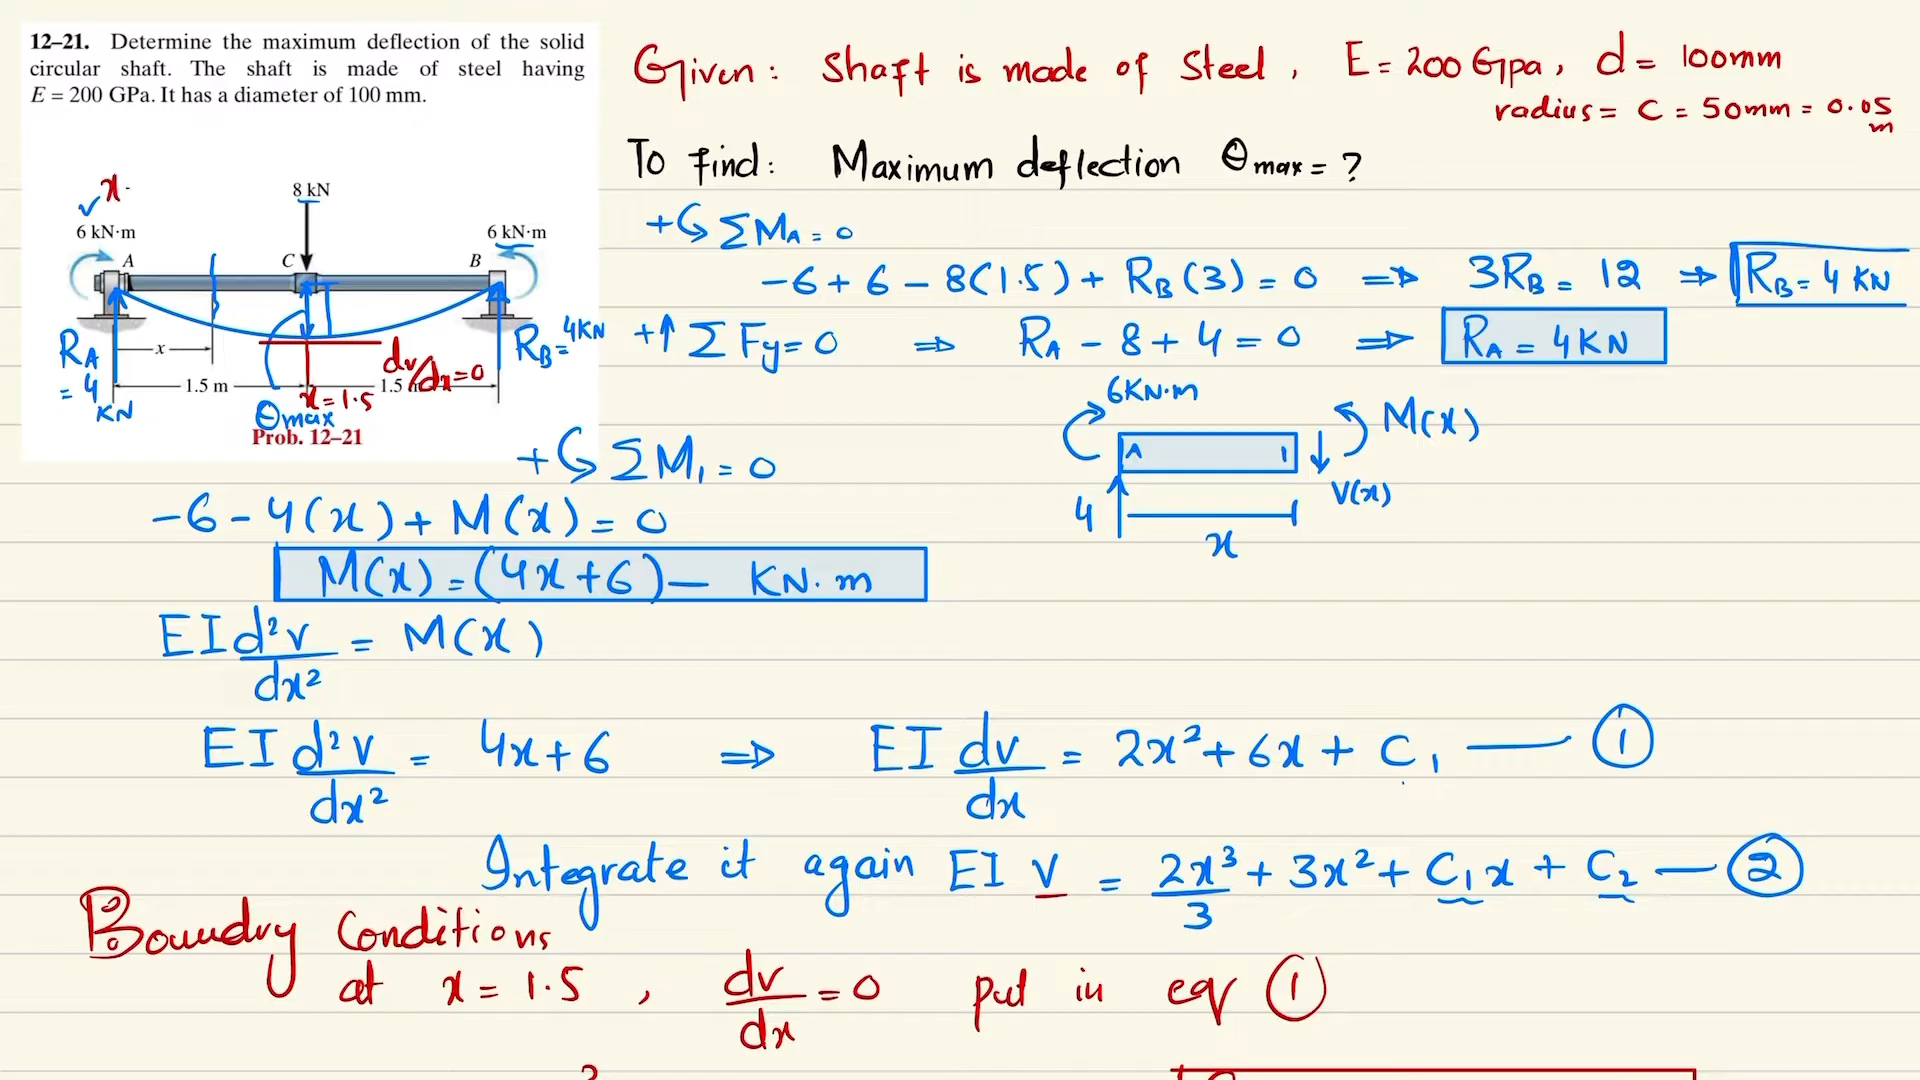 12–21. Determine the maximum deflection of the solid
circular shaft. The shaft is made of steel having
E = 200 GPa. It has a diameter of 100 mm.
Given: Shaft is made of Steel, E = 200 Gpa, d = 100mm
radius = C = 50mm = 0.05 m
To find: Maximum deflection Θmax = ?
x
8 kN
6 kN·m
6 kN·m
A
C
B
RA = 4 KN
RB = 4KN
x
1.5 m
1.5
dv/dx=0
x=1.5
Θmax
Prob. 12–21
+↺ ΣMA = 0
-6 + 6 - 8(1.5) + RB(3) = 0 ⇒ 3RB = 12 ⇒ RB = 4 KN
+↑ ΣFy = 0 ⇒ RA - 8 + 4 = 0 ⇒ RA = 4KN
6KN·m
M(x)
A
1
V(x)
4
x
+↺ ΣM1 = 0
-6 - 4(x) + M(x) = 0
M(x) = (4x+6) — KN·m
EI d²v/dx² = M(x)
EI d²v/dx² = 4x+6 ⇒ EI dv/dx = 2x² + 6x + C1 — ①
Integrate it again EI v = 2x³/3 + 3x² + C1x + C2 — ②
Boundry Conditions
at x = 1.5 , dv/dx = 0 put in eq ①